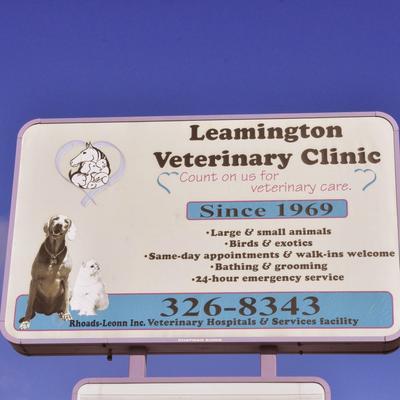 Leamington
Veterinary Clinic
Count on us for
veterinary care.
Since 1969
•Large & small animals
•Birds & exotics
•Same-day appointments & walk-ins welcome
•Bathing & grooming
•24-hour emergency service
326-8343
Rhoads-Leonn Inc. Veterinary Hospitals & Services facility